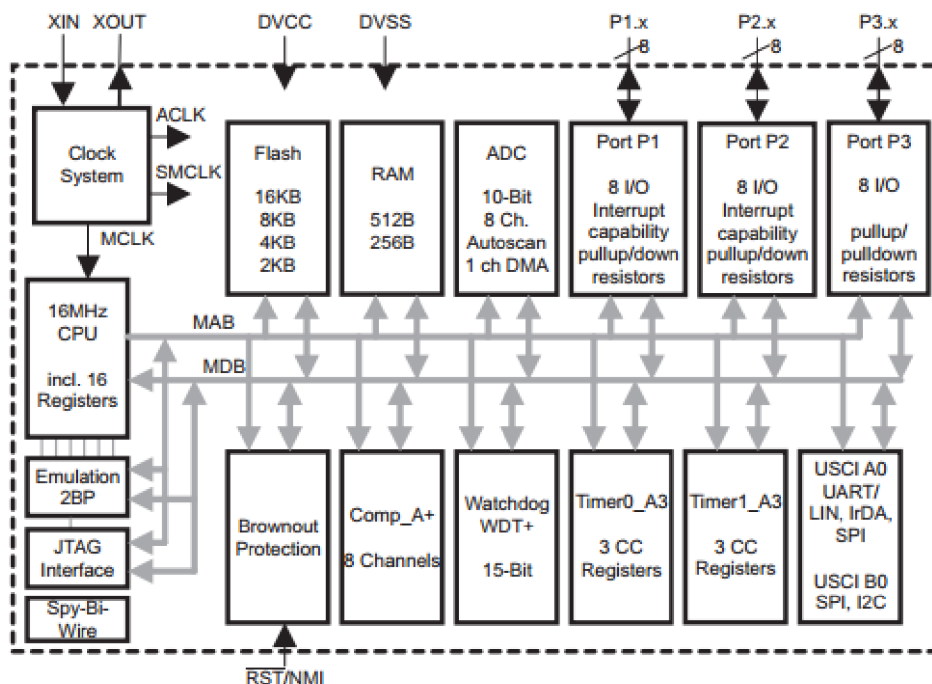 XIN XOUT DVCC DVSS P1.x P2.x P3.x
8 8 8
Clock
System
ACLK
SMCLK
MCLK
Flash
16KB
8KB
4KB
2KB
RAM
512B
256B
ADC
10-Bit
8 Ch.
Autoscan
1 ch DMA
Port P1
8 I/O
Interrupt
capability
pullup/down
resistors
Port P2
8 I/O
Interrupt
capability
pullup/down
resistors
Port P3
8 I/O
pullup/
pulldown
resistors
16MHz
CPU
incl. 16
Registers
MAB
MDB
Emulation
2BP
JTAG
Interface
Spy-Bi-
Wire
Brownout
Protection
Comp_A+
8 Channels
Watchdog
WDT+
15-Bit
Timer0_A3
3 CC
Registers
Timer1_A3
3 CC
Registers
USCI A0
UART/
LIN, IrDA,
SPI
USCI B0
SPI, I2C
RST/NMI